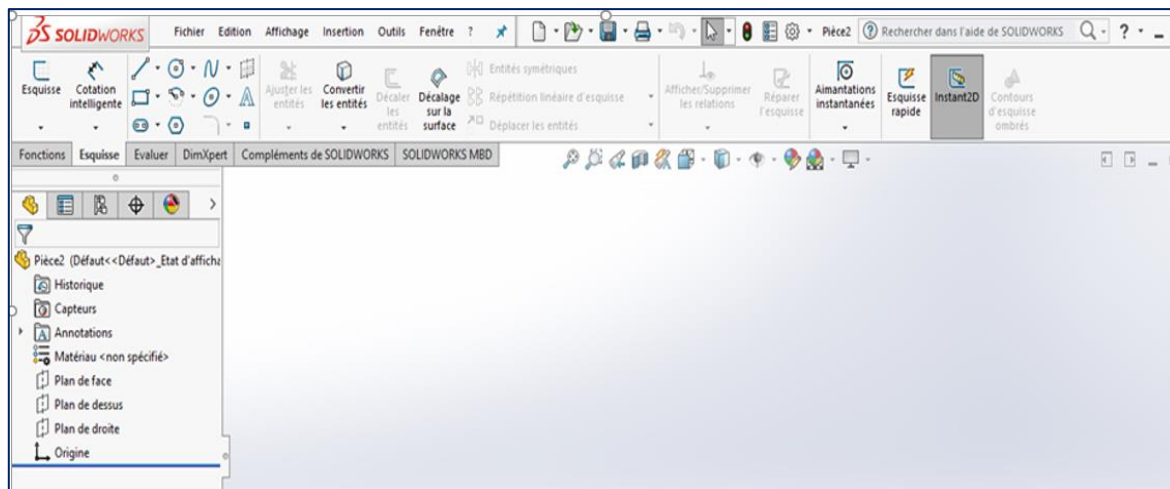 SOLIDWORKS Fichier Edition Affichage Insertion Outils Fenêtre ? Pièce2 Rechercher dans l'aide de SOLIDWORKS ?
Esquisse
Cotation intelligente
Ajuster les entités
Convertir les entités
Décaler les entités
Décalage sur la surface
Entités symétriques
Répétition linéaire d'esquisse
Déplacer les entités
Afficher/Supprimer les relations
Réparer l'esquisse
Aimantations instantanées
Esquisse rapide
Instant2D
Contours d'esquisse ombrés
Fonctions Esquisse Evaluer DimXpert Compléments de SOLIDWORKS SOLIDWORKS MBD
Pièce2 (Défaut<<Défaut>_Etat d'afficha
Historique
Capteurs
Annotations
Matériau <non spécifié>
Plan de face
Plan de dessus
Plan de droite
Origine